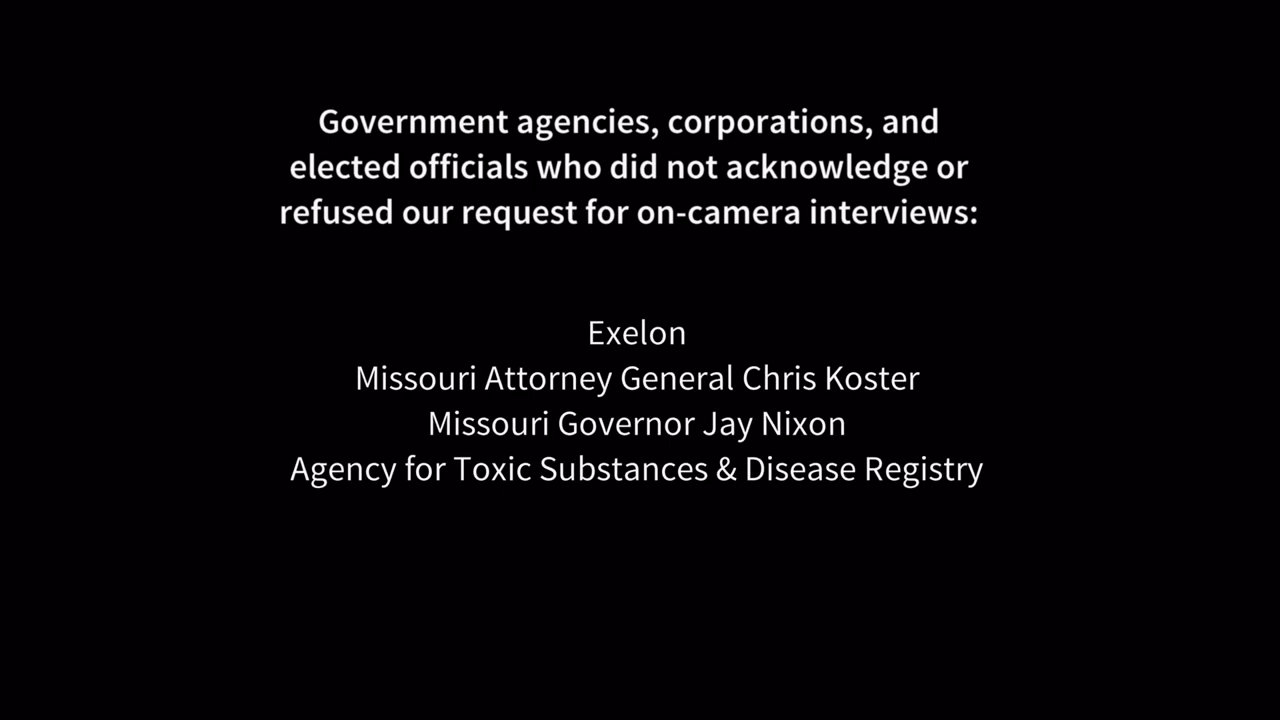 Government agencies, corporations, and
elected officials who did not acknowledge or
refused our request for on-camera interviews:
Exelon
Missouri Attorney General Chris Koster
Missouri Governor Jay Nixon
Agency for Toxic Substances & Disease Registry